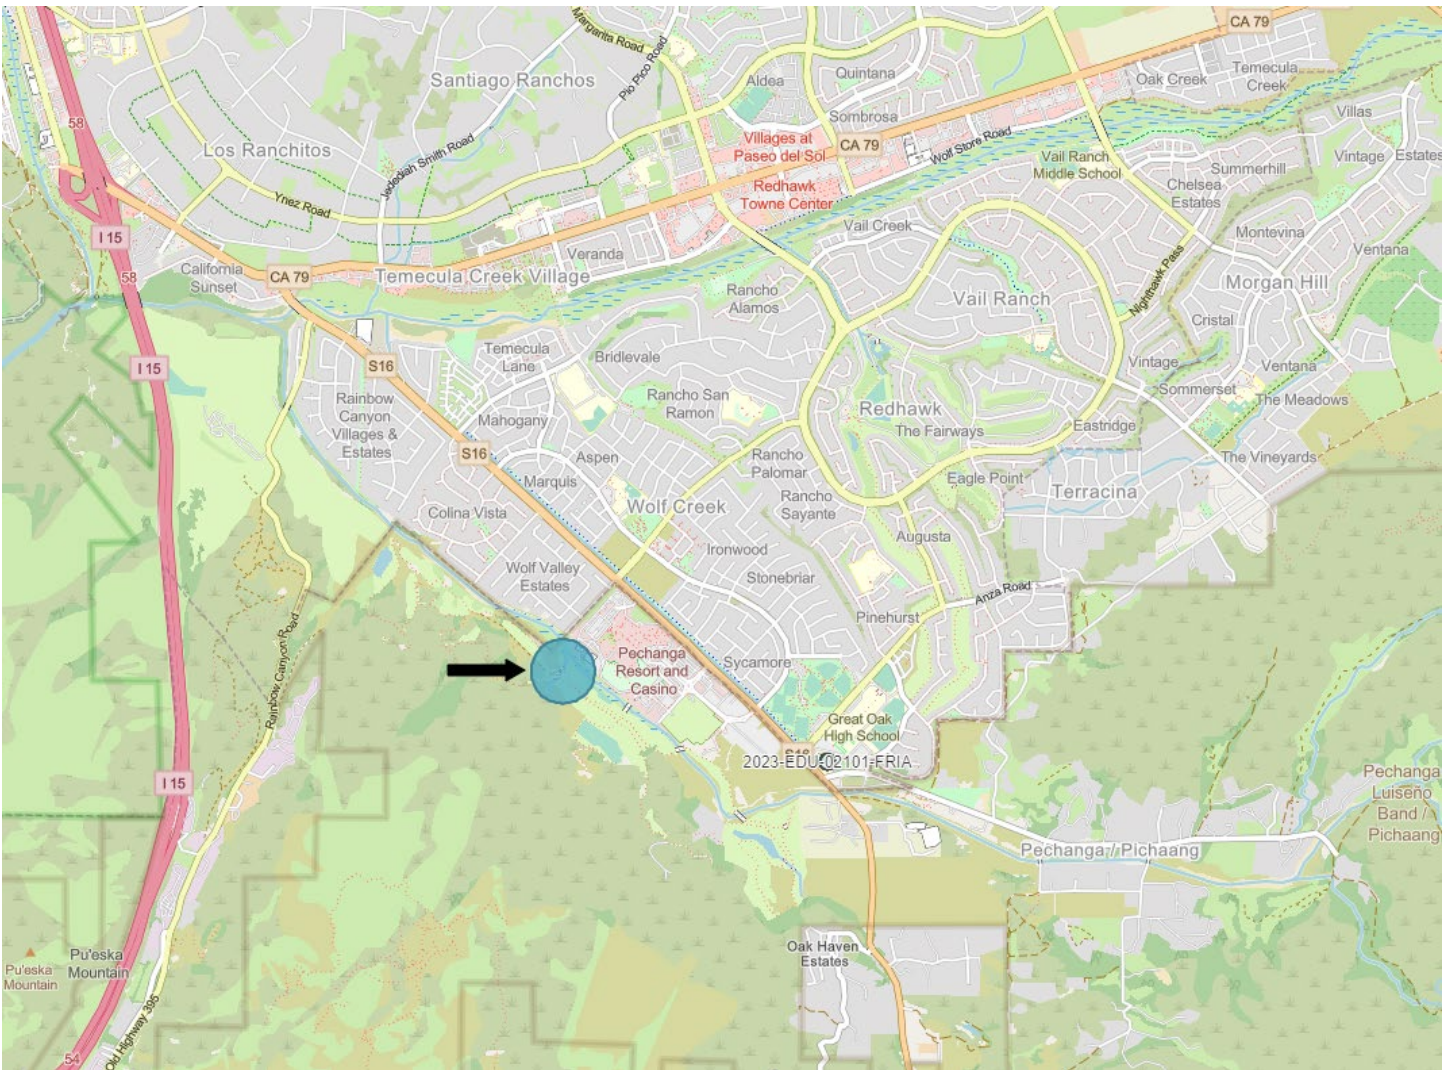 CA 79
Margarita Road
Pio Pico Road
Santiago Ranchos
Aldea
Quintana
Oak Creek
Temecula
Creek
Sombrosa
Villas
58
Los Ranchitos
Jedediah Smith Road
Villages at
Paseo del Sol
CA 79
Wolf Store Road
Vail Ranch
Middle School
Summerhill
Vintage
Estates
Chelsea
Estates
Redhawk
Towne Center
Ynez Road
Vail Creek
Montevina
Ventana
I 15
58
California
Sunset
CA 79
Veranda
Temecula Creek Village
Rancho
Alamos
Vail Ranch
Nighthawk Pass
Morgan Hill
Cristal
I 15
S16
Temecula
Lane
Bridlevale
Vintage
Ventana
Sommerset
The Meadows
Rainbow
Canyon
Villages &
Estates
Mahogany
Rancho San
Ramon
Redhawk
The Fairways
Eastridge
S16
Aspen
Rancho
Palomar
The Vineyards
Marquis
Eagle Point
Terracina
Colina Vista
Wolf Creek
Rancho
Sayante
Augusta
Ironwood
Wolf Valley
Estates
Stonebriar
Anza Road
Pinehurst
Rainbow Canyon Road
Pechanga
Resort and
Casino
Sycamore
Great Oak
High School
S16
2023-EDU-02101-FRIA
I 15
Pechanga
Luiseño
Band /
Pichaang
Pechanga / Pichaang
Oak Haven
Estates
Pu'eska
Mountain
Pu'eska
Mountain
Old Highway 395
54